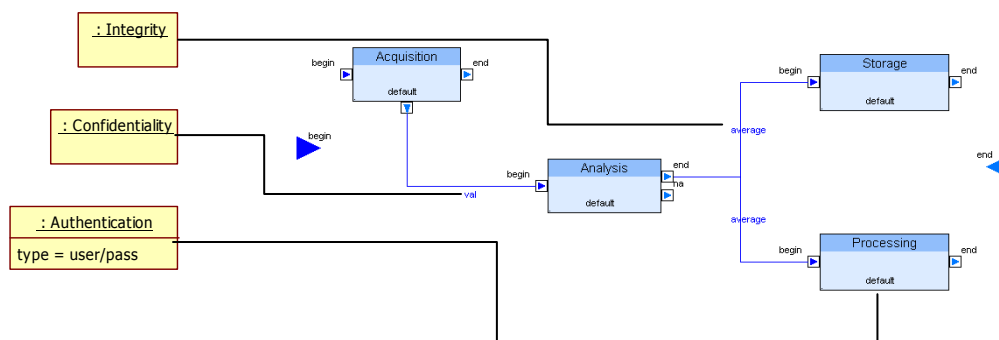 : Integrity
begin
Acquisition
end
default
begin
Storage
end
default
: Confidentiality
begin
average
end
begin
Analysis
end
na
default
val
: Authentication
type = user/pass
average
begin
Processing
end
default